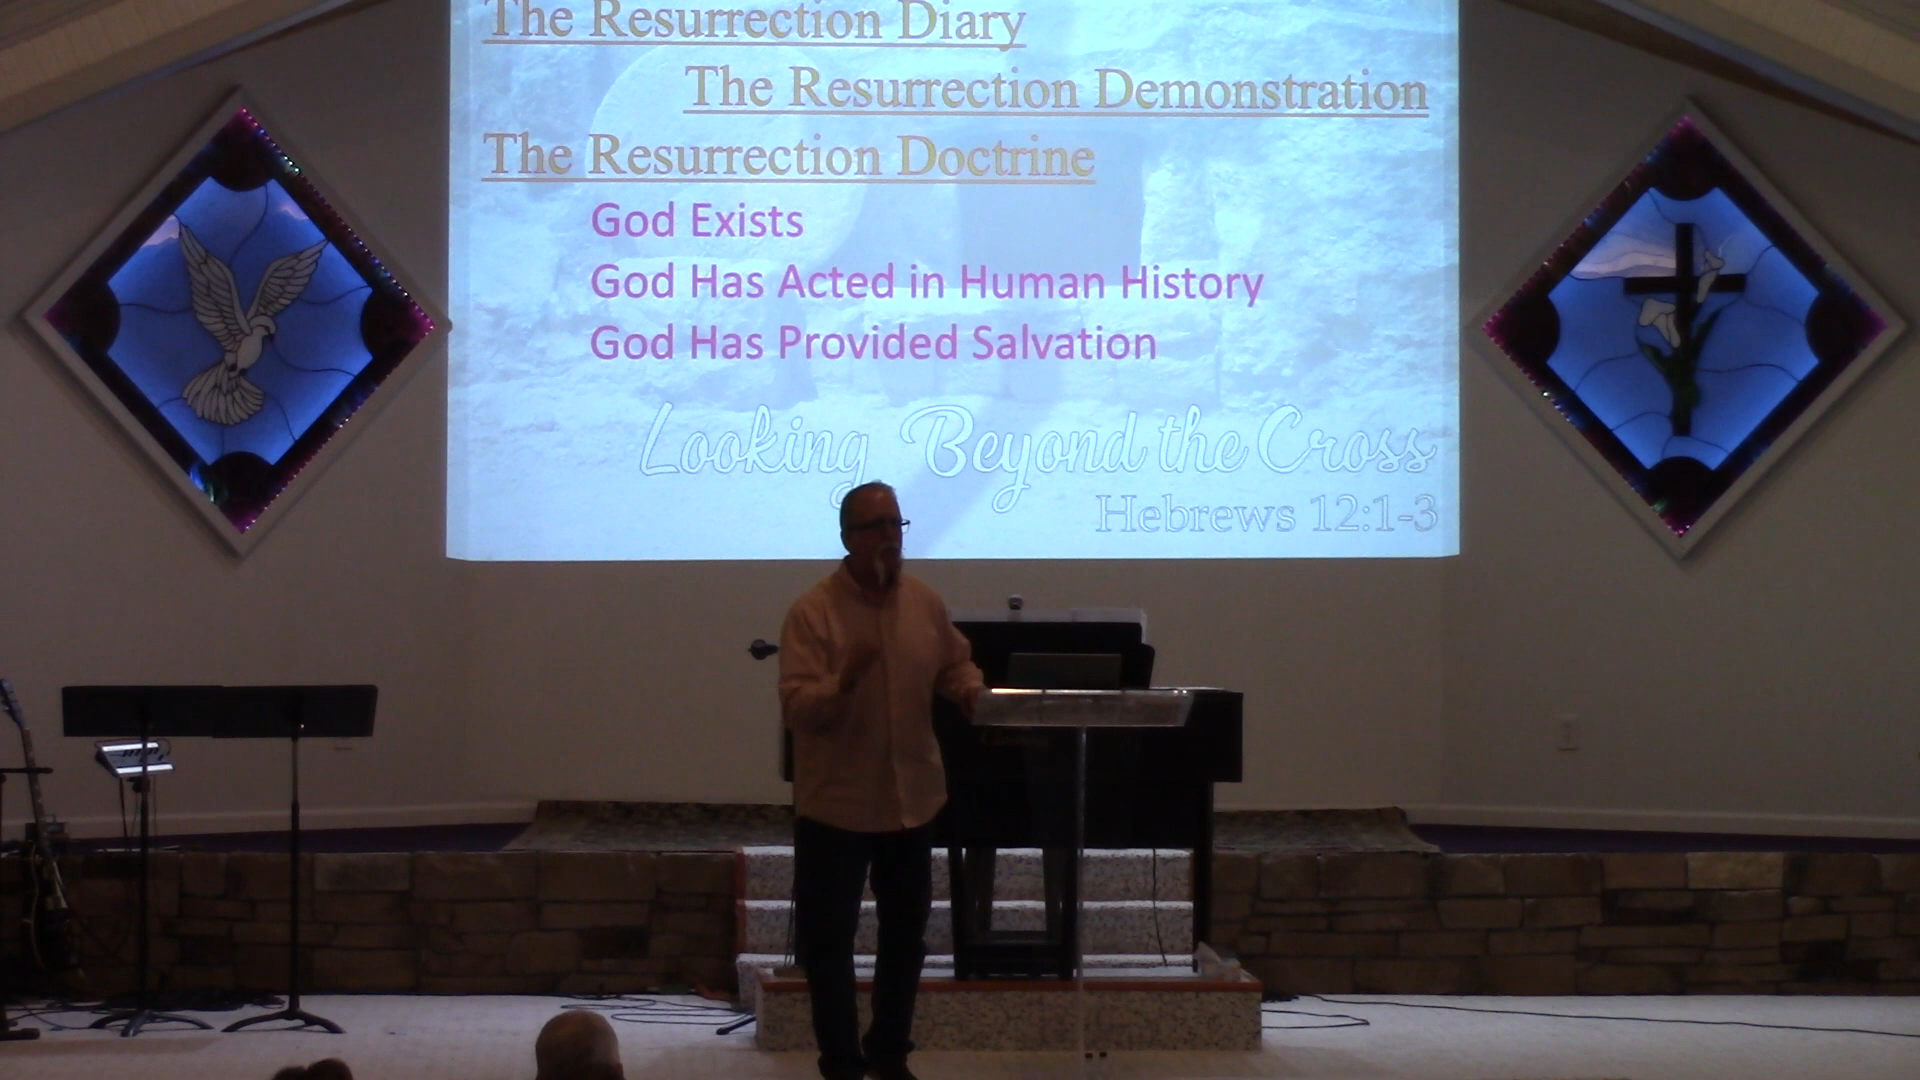 The Resurrection Diary
The Resurrection Demonstration
The Resurrection Doctrine
God Exists
God Has Acted in Human History
God Has Provided Salvation
Looking Beyond the Cross
Hebrews 12:1-3